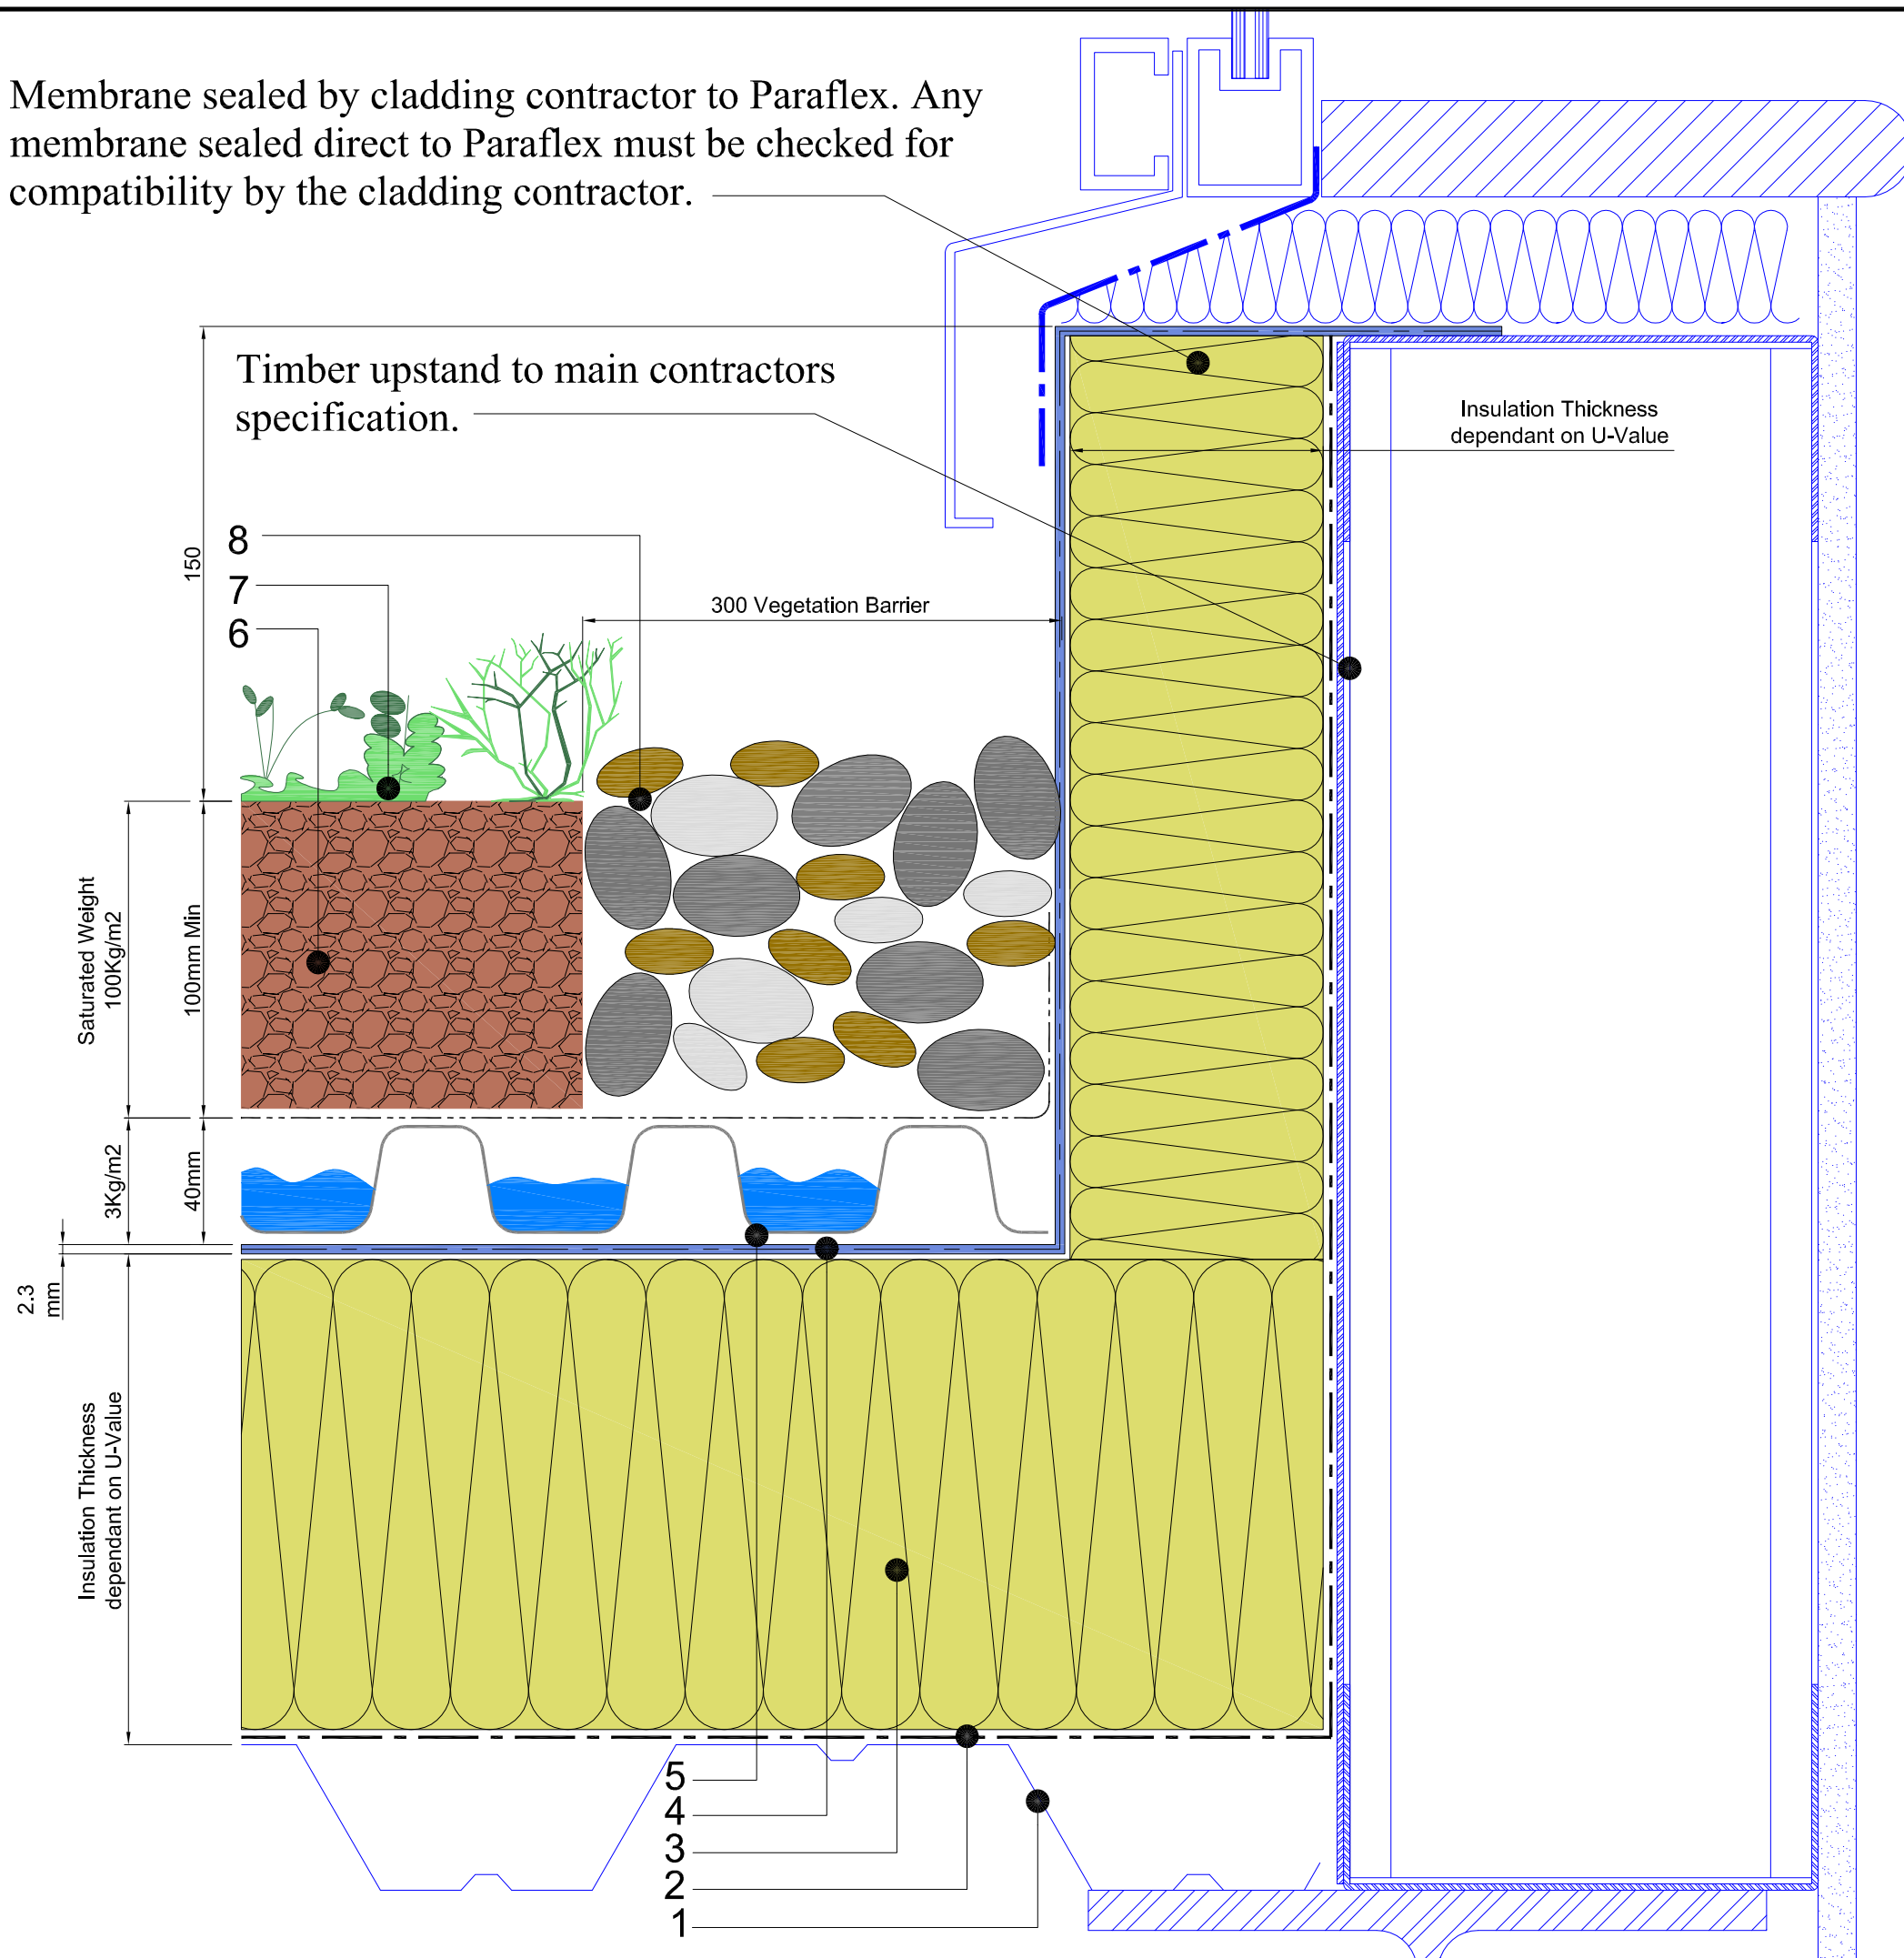 Membrane sealed by cladding contractor to Paraflex. Any
membrane sealed direct to Paraflex must be checked for
compatibility by the cladding contractor.
Timber upstand to main contractors
specification.
Insulation Thickness
dependant on U-Value
150
8
7
6
300 Vegetation Barrier
Saturated Weight
100Kg/m2
100mm Min
3Kg/m2
40mm
2.3
mm
Insulation Thickness
dependant on U-Value
5
4
3
2
1